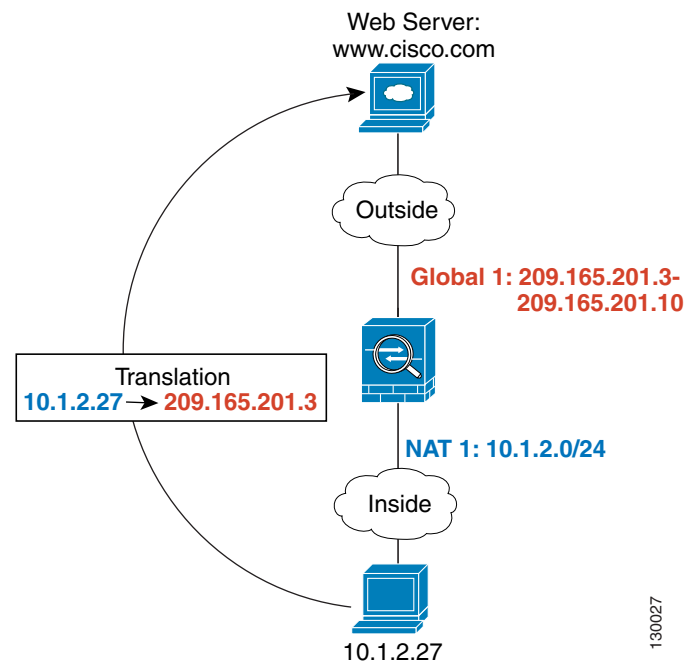 Web Server:
www.cisco.com
Outside
Global 1: 209.165.201.3-
209.165.201.10
Translation
10.1.2.27 209.165.201.3
NAT 1: 10.1.2.0/24
Inside
10.1.2.27
130027